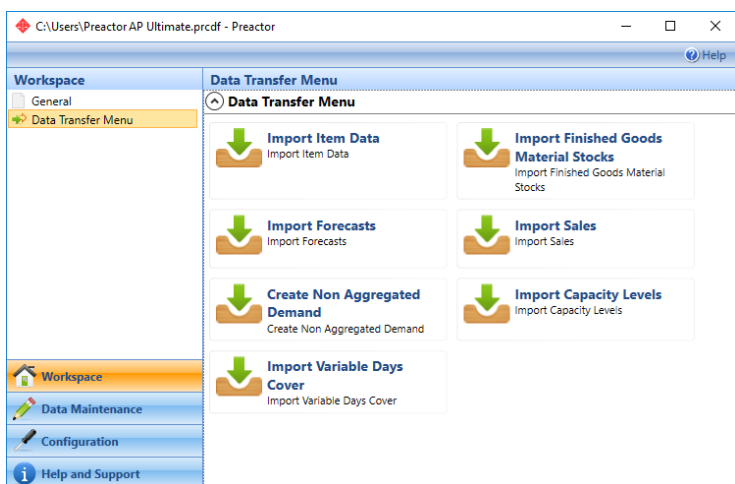 C:\Users\Preactor AP Ultimate.prcdf - Preactor
Help
Workspace
General
Data Transfer Menu
Workspace
Data Maintenance
Configuration
Help and Support
Data Transfer Menu
Data Transfer Menu
Import Item Data
Import Item Data
Import Finished Goods
Material Stocks
Import Finished Goods Material
Stocks
Import Forecasts
Import Forecasts
Import Sales
Import Sales
Create Non Aggregated
Demand
Create Non Aggregated Demand
Import Capacity Levels
Import Capacity Levels
Import Variable Days
Cover
Import Variable Days Cover